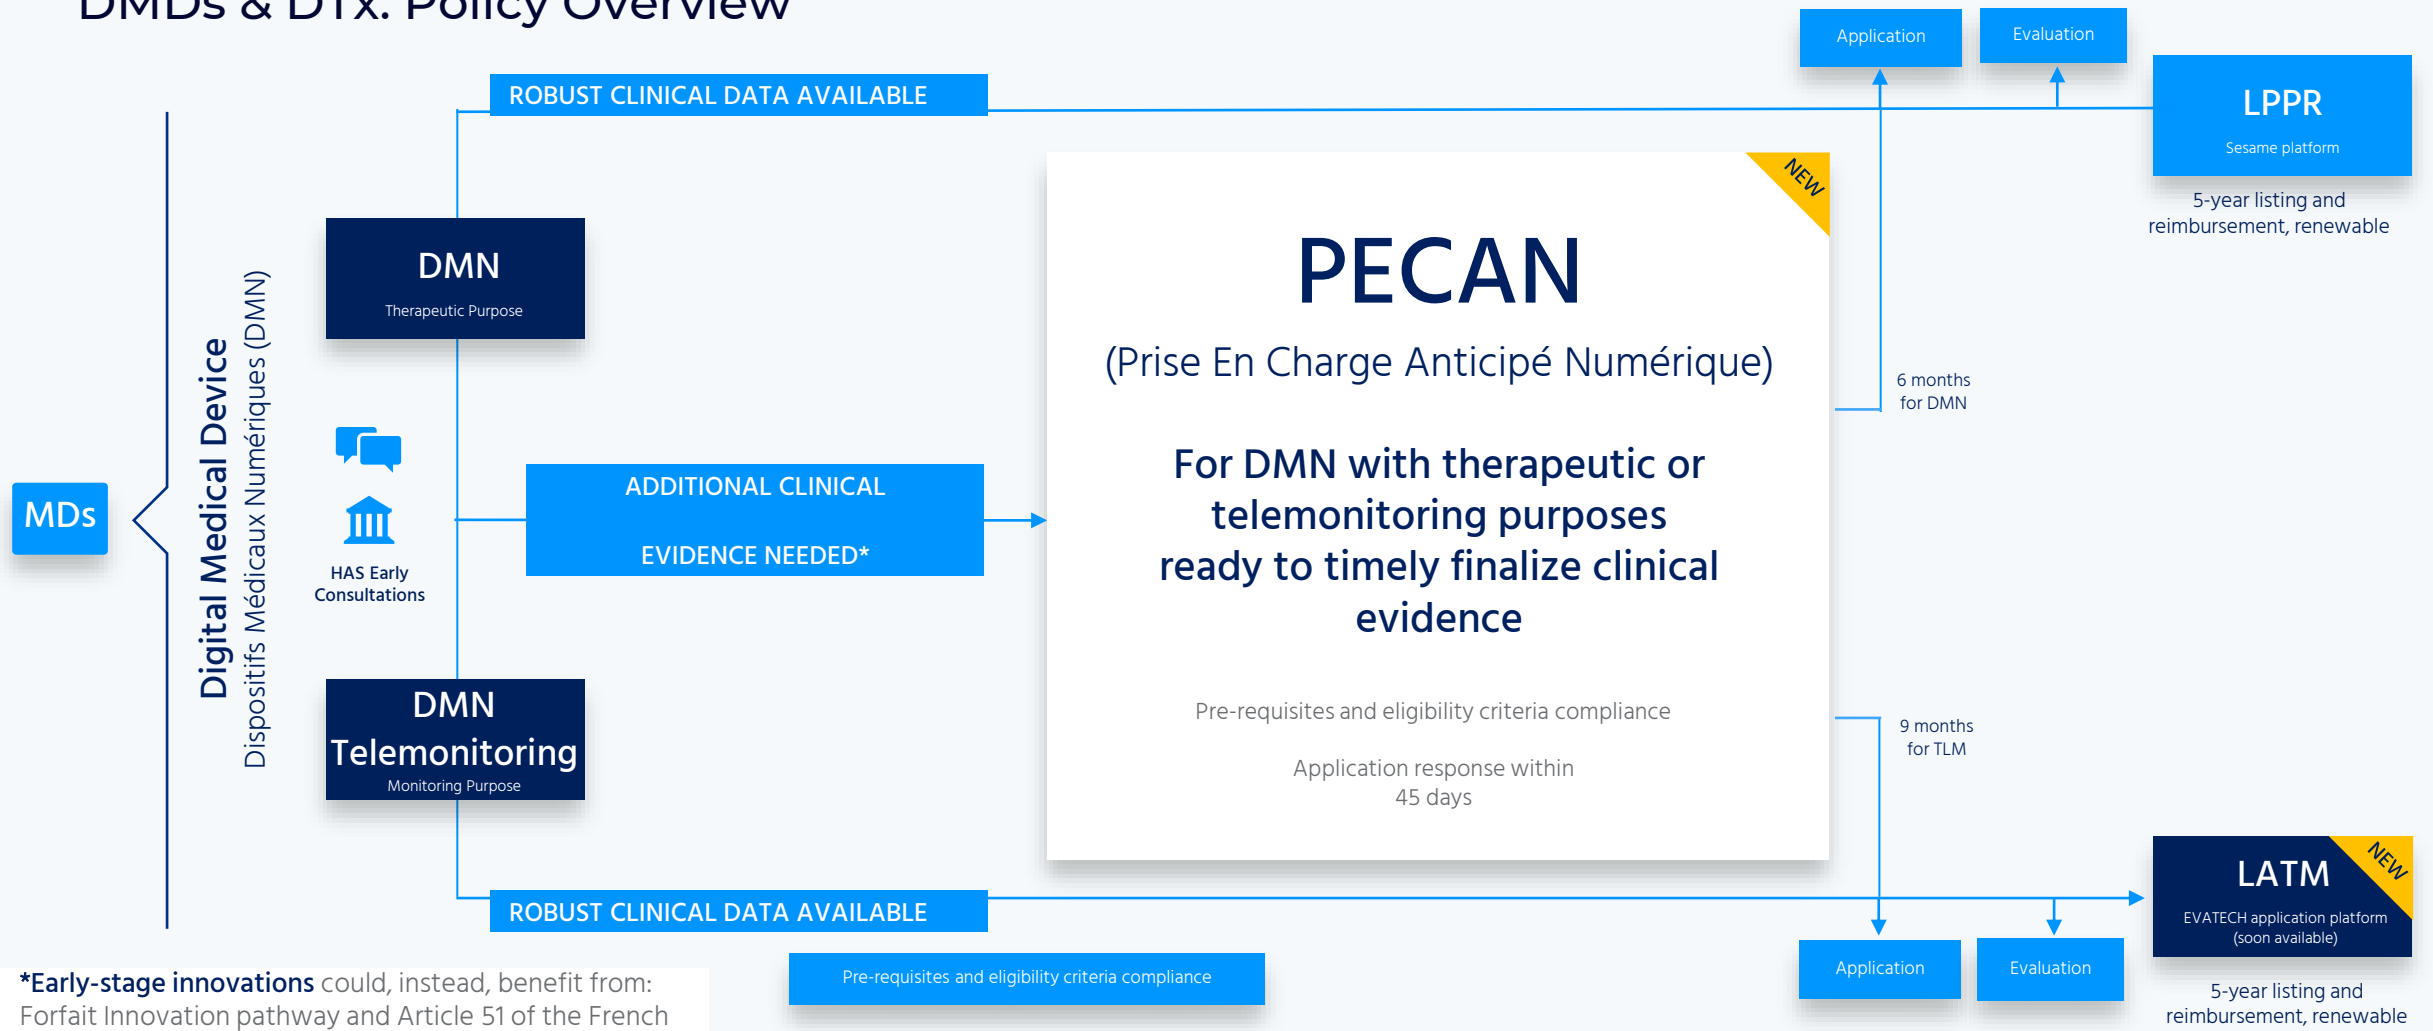 DMDs & DTx: Policy Overview
Application
Evaluation
ROBUST CLINICAL DATA AVAILABLE
LPPR
Sesame platform
5-year listing and
reimbursement, renewable
NEW
DMN
Therapeutic Purpose
PECAN
(Prise En Charge Anticipé Numérique)
6 months
for DMN
Digital Medical Device
Dispositifs Médicaux Numériques (DMN)
MDs
HAS Early
Consultations
ADDITIONAL CLINICAL
EVIDENCE NEEDED*
For DMN with therapeutic or
telemonitoring purposes
ready to timely finalize clinical
evidence
Pre-requisites and eligibility criteria compliance
Application response within
45 days
DMN
Telemonitoring
Monitoring Purpose
9 months
for TLM
ROBUST CLINICAL DATA AVAILABLE
LATM
NEW
EVATECH application platform
(soon available)
Pre-requisites and eligibility criteria compliance
Application
Evaluation
5-year listing and
reimbursement, renewable
*Early-stage innovations could, instead, benefit from:
Forfait Innovation pathway and Article 51 of the French